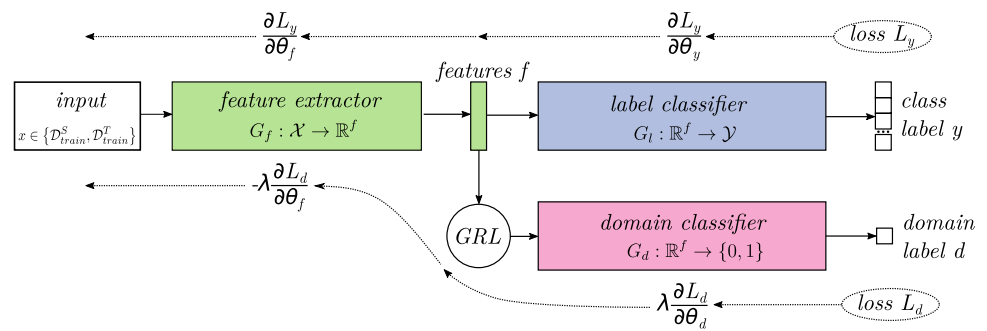 ∂L_y/∂θ_f
∂L_y/∂θ_y
loss L_y
features f
input
x ∈ {𝒟^S_train, 𝒟^T_train}
feature extractor
G_f : 𝒳 → ℝ^f
label classifier
G_l : ℝ^f → 𝒴
class
label y
-λ ∂L_d/∂θ_f
GRL
domain classifier
G_d : ℝ^f → {0, 1}
domain
label d
λ ∂L_d/∂θ_d
loss L_d